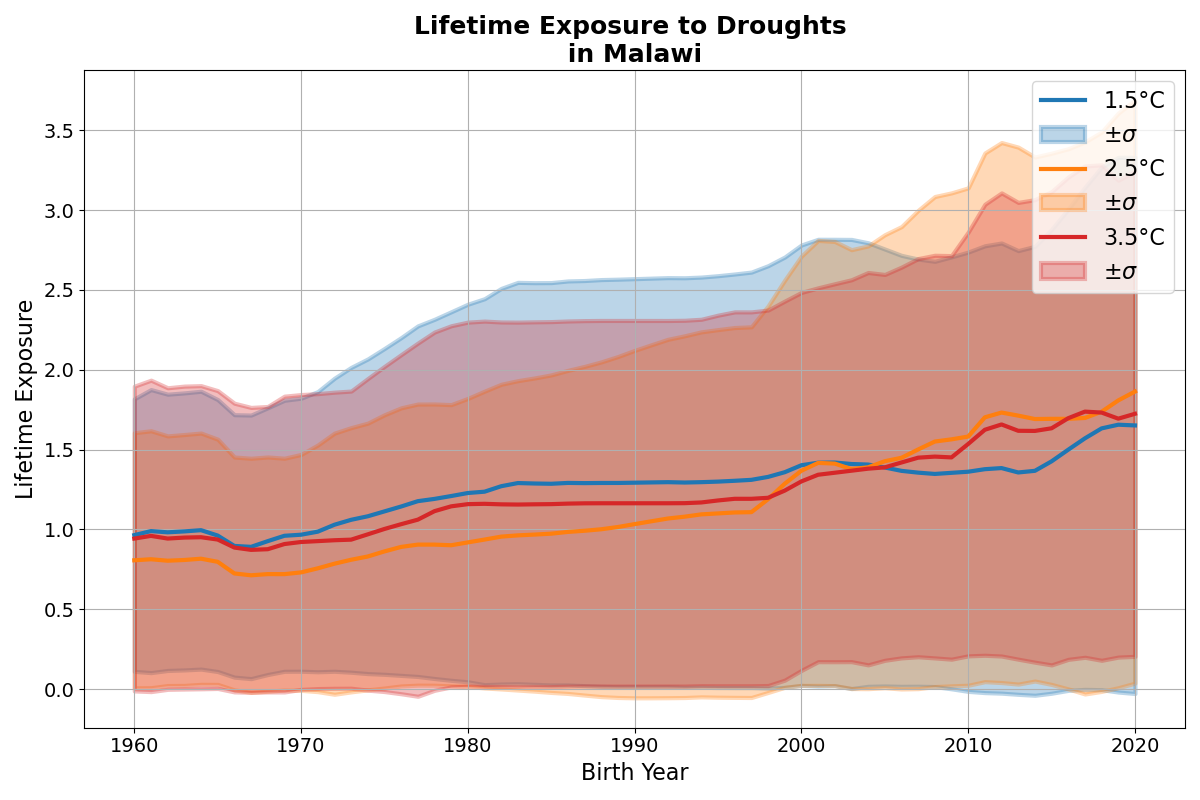 Lifetime Exposure to Droughts
in Malawi
1.5°C
±σ
2.5°C
±σ
3.5°C
±σ
3.5
3.0
2.5
2.0
1.5
1.0
0.5
0.0
Lifetime Exposure
1960 1970 1980 1990 2000 2010 2020
Birth Year